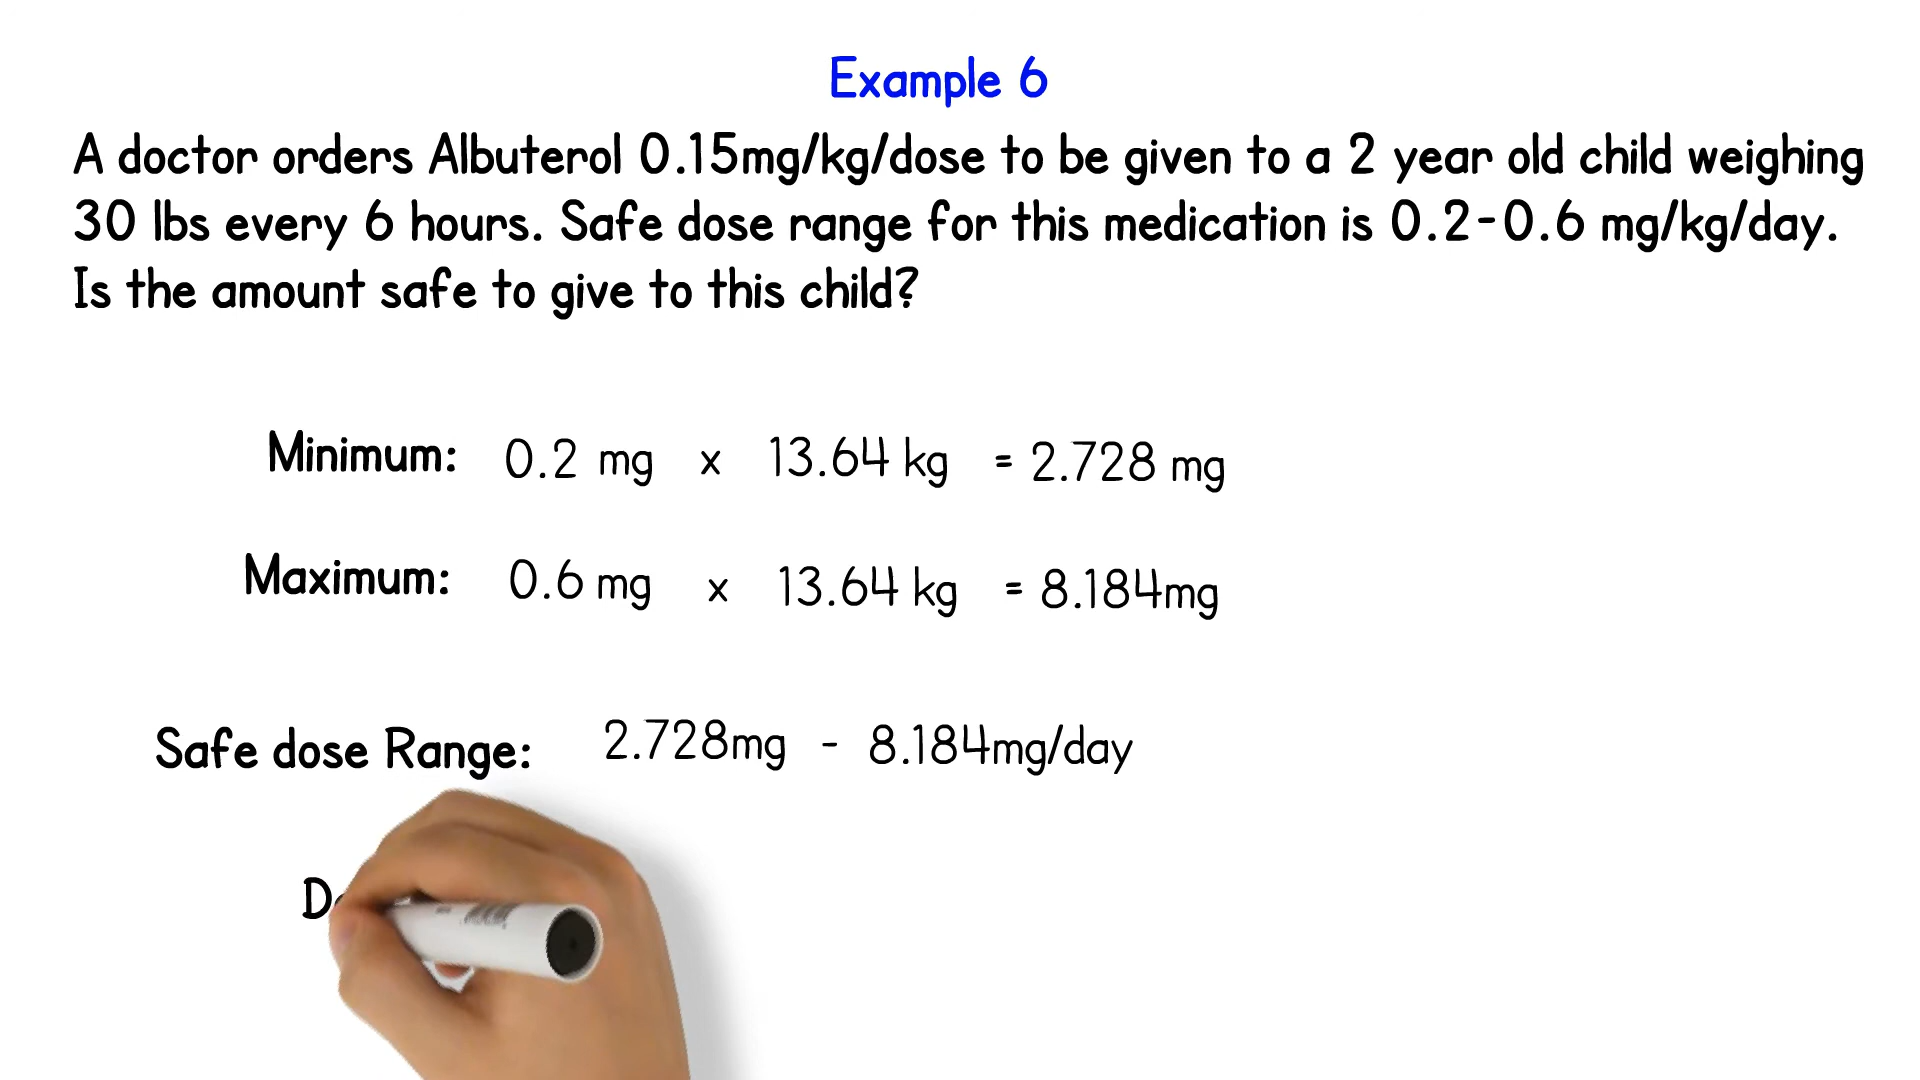 Example 6
A doctor orders Albuterol 0.15mg/kg/dose to be given to a 2 year old child weighing
30 lbs every 6 hours. Safe dose range for this medication is 0.2-0.6 mg/kg/day.
Is the amount safe to give to this child?
Minimum: 0.2 mg x 13.64 kg = 2.728 mg
Maximum: 0.6 mg x 13.64 kg = 8.184mg
Safe dose Range: 2.728mg - 8.184mg/day